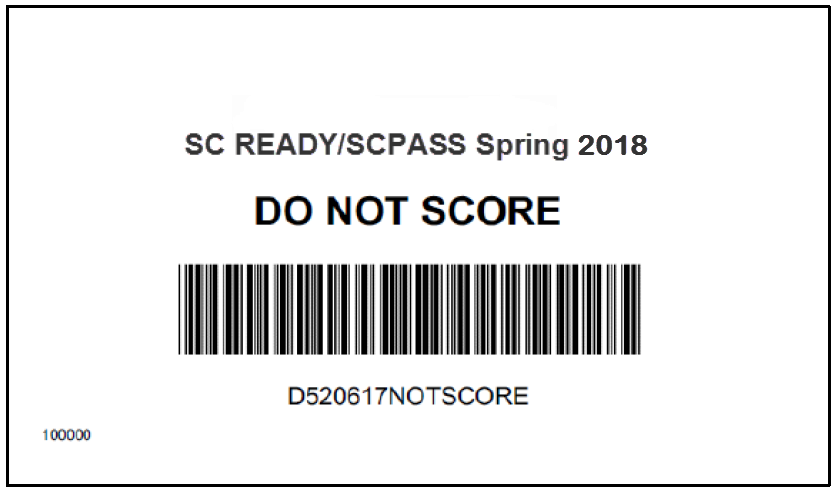 SC READY/SCPASS Spring 2018
DO NOT SCORE
D520617NOTSCORE
100000